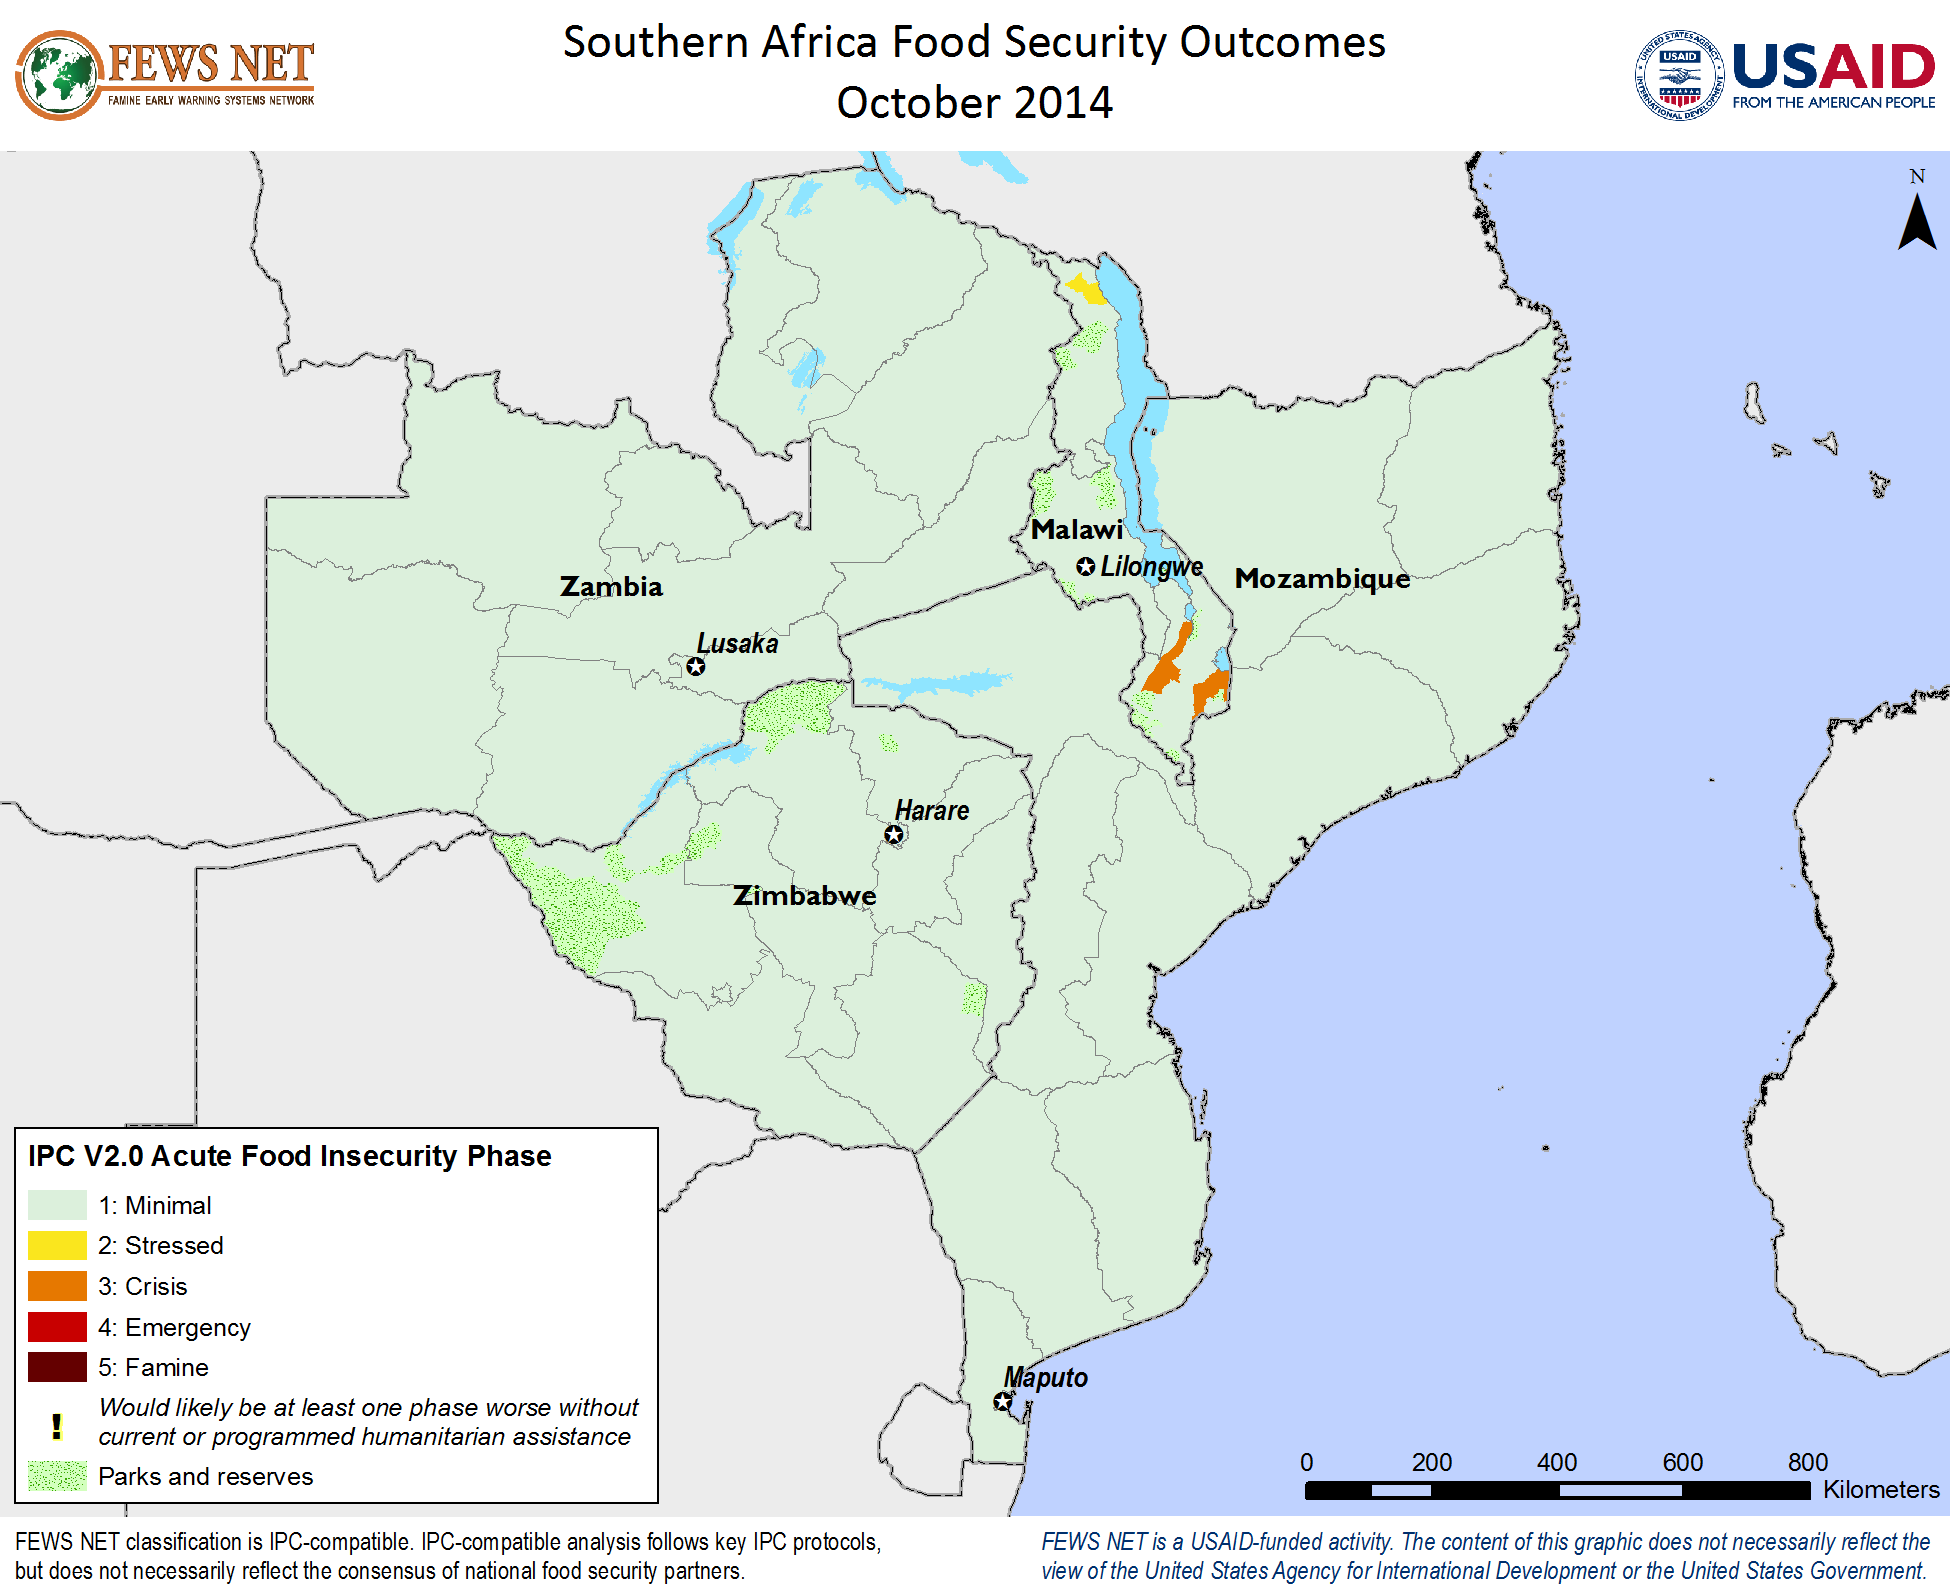 FEWS NET
FAMINE EARLY WARNING SYSTEMS NETWORK
Southern Africa Food Security Outcomes
October 2014
UNITED STATES AGENCY
USAID
INTERNATIONAL DEVELOPMENT
USAID
FROM THE AMERICAN PEOPLE
N
Malawi
Lilongwe
Mozambique
Zambia
Lusaka
Harare
Zimbabwe
Maputo
IPC V2.0 Acute Food Insecurity Phase
1: Minimal
2: Stressed
3: Crisis
4: Emergency
5: Famine
! Would likely be at least one phase worse without
current or programmed humanitarian assistance
Parks and reserves
0 200 400 600 800
Kilometers
FEWS NET classification is IPC-compatible. IPC-compatible analysis follows key IPC protocols,
but does not necessarily reflect the consensus of national food security partners.
FEWS NET is a USAID-funded activity. The content of this graphic does not necessarily reflect the
view of the United States Agency for International Development or the United States Government.